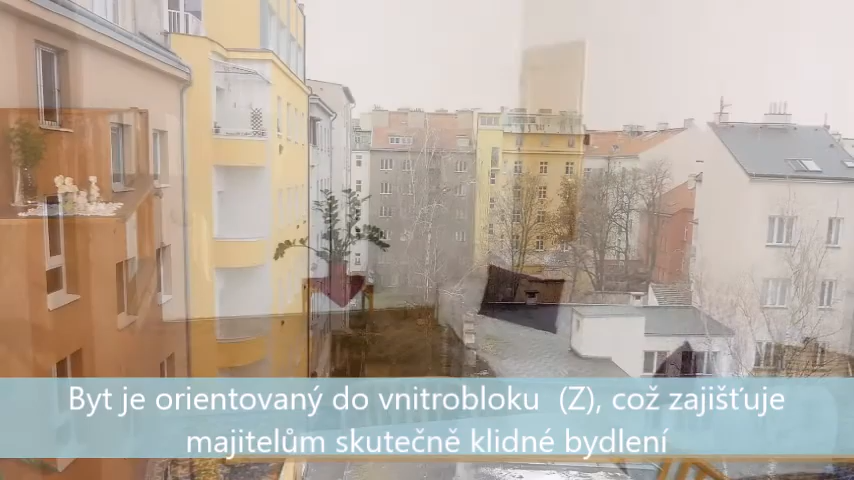 Byt je orientovaný do vnitrobloku  (Z), což zajišťuje
majitelům skutečně klidné bydlení